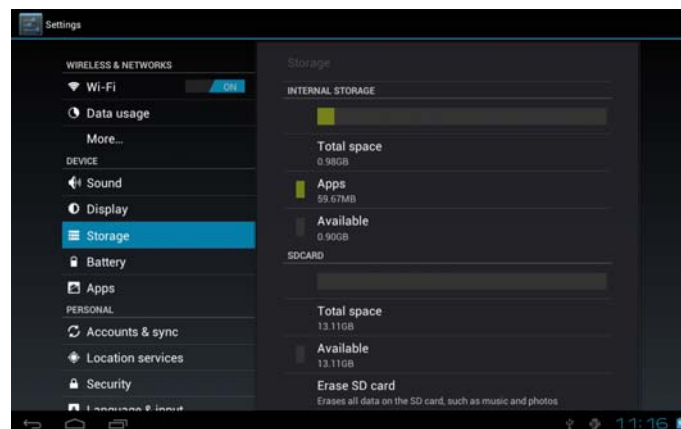 Settings
WIRELESS & NETWORKS
Wi-Fi ON
Data usage
More...
DEVICE
Sound
Display
Storage
Battery
Apps
PERSONAL
Accounts & sync
Location services
Security
Language & input
Storage
INTERNAL STORAGE
Total space
0.98GB
Apps
59.67MB
Available
0.90GB
SDCARD
Total space
13.11GB
Available
13.11GB
Erase SD card
Erases all data on the SD card, such as music and photos
11:16